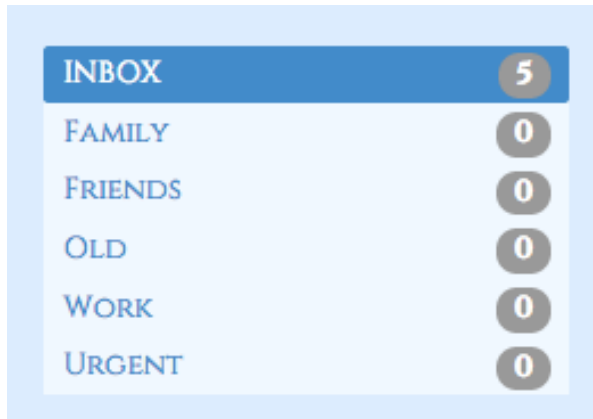 INBOX 5
FAMILY 0
FRIENDS 0
OLD 0
WORK 0
URGENT 0